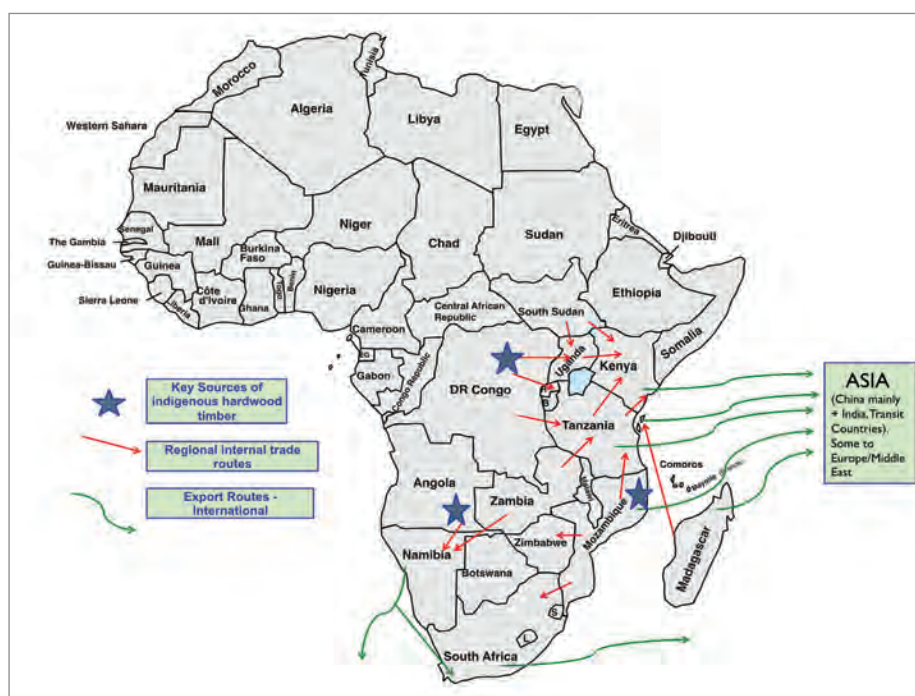 Tunisia
Morocco
Algeria
Libya
Egypt
Western Sahara
Mauritania
Mali
Niger
Chad
Sudan
Eritrea
Djibouti
Senegal
The Gambia
Guinea-Bissau
Guinea
Burkina
Faso
Benin
Togo
Sierra Leone
Liberia
Côte
d'Ivoire
Ghana
Nigeria
Ethiopia
Central African
Republic
South Sudan
Somalia
Cameroon
EG
Gabon
Congo Republic
DR Congo
Uganda
Kenya
R
B
Tanzania
Key Sources of
indigenous hardwood
timber
Regional internal trade
routes
Export Routes -
International
ASIA
(China mainly
+ India, Transit
Countries).
Some to
Europe/Middle
East
Comoros
Mayotte (France)
Angola
Zambia
Malawi
Mozambique
Zimbabwe
Namibia
Botswana
Madagascar
S
L
South Africa